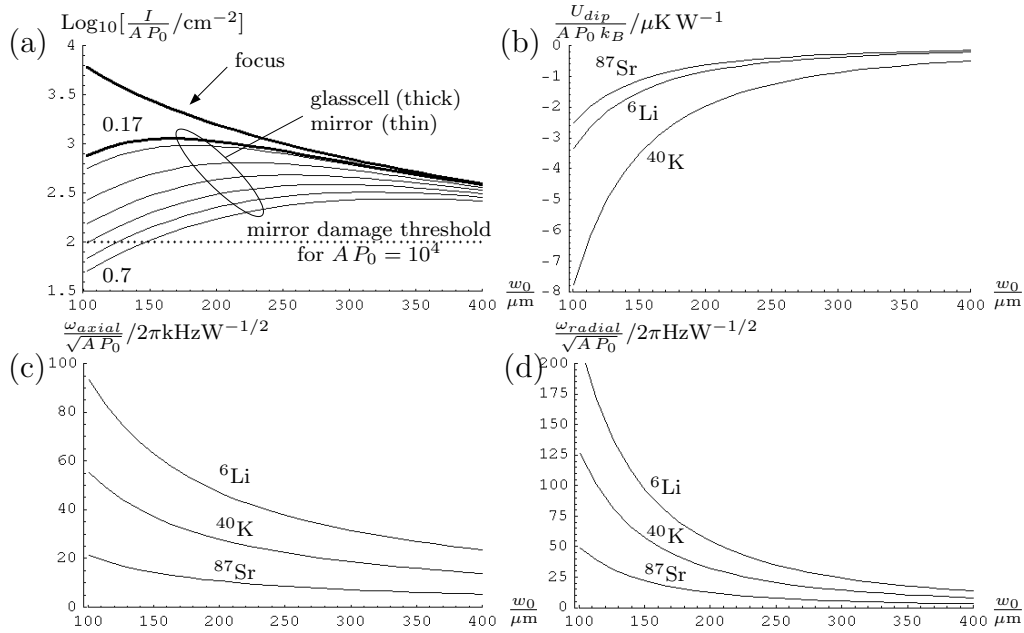 (a)
Log₁₀[I/(A P₀)/cm⁻²]
4
3.5
3
2.5
2
1.5
focus
glasscell (thick)
mirror (thin)
0.17
mirror damage threshold
for A P₀ = 10⁴
0.7
100 150 200 250 300 350 400
w₀/μm
(b)
U_dip/(A P₀ k_B)/μK W⁻¹
0
-1
-2
-3
-4
-5
-6
-7
-8
⁸⁷Sr
⁶Li
⁴⁰K
100 150 200 250 300 350 400
w₀/μm
(c)
ω_axial/√(A P₀)/2πkHzW⁻¹/²
100
80
60
40
20
0
⁶Li
⁴⁰K
⁸⁷Sr
100 150 200 250 300 350 400
w₀/μm
(d)
ω_radial/√(A P₀)/2πHzW⁻¹/²
200
175
150
125
100
75
50
25
0
⁶Li
⁴⁰K
⁸⁷Sr
100 150 200 250 300 350 400
w₀/μm